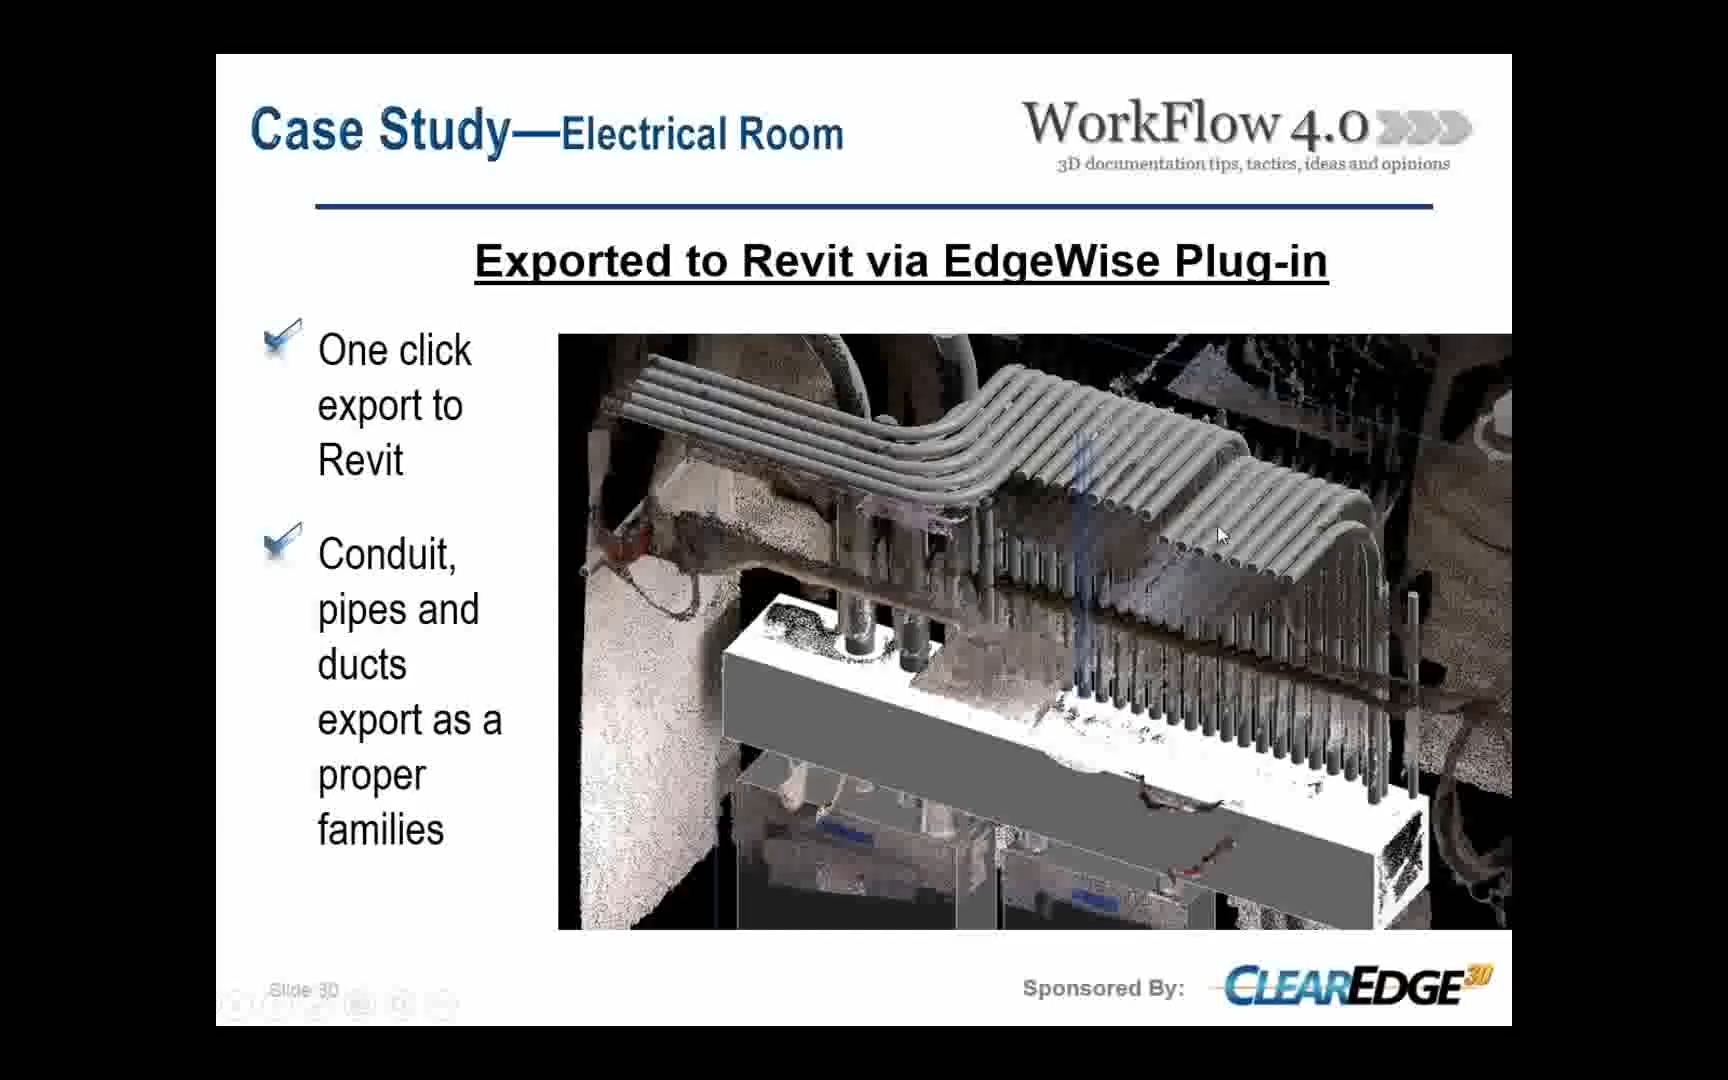 Case Study—Electrical Room
WorkFlow 4.0
3D documentation tips, tactics, ideas and opinions
Exported to Revit via EdgeWise Plug-in
One click
export to
Revit
Conduit,
pipes and
ducts
export as a
proper
families
Slide 30
Sponsored By:
CLEAREDGE3D